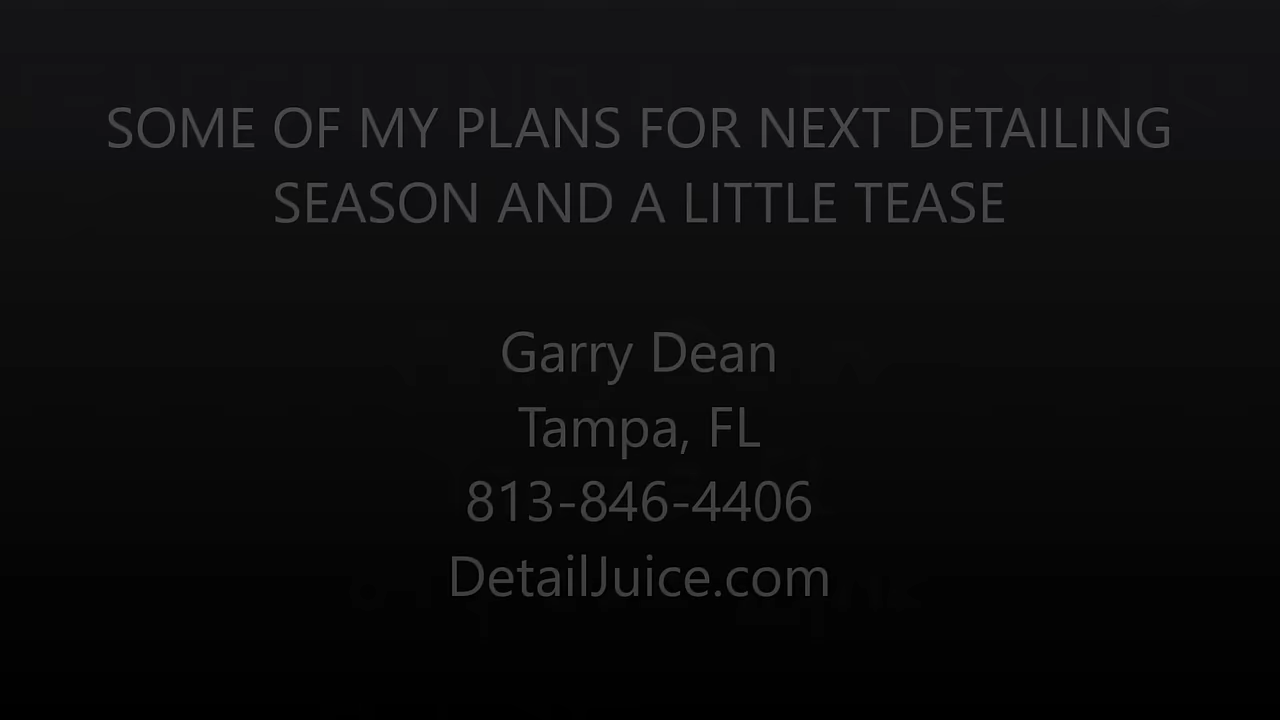 SOME OF MY PLANS FOR NEXT DETAILING
SEASON AND A LITTLE TEASE
Garry Dean
Tampa, FL
813-846-4406
DetailJuice.com